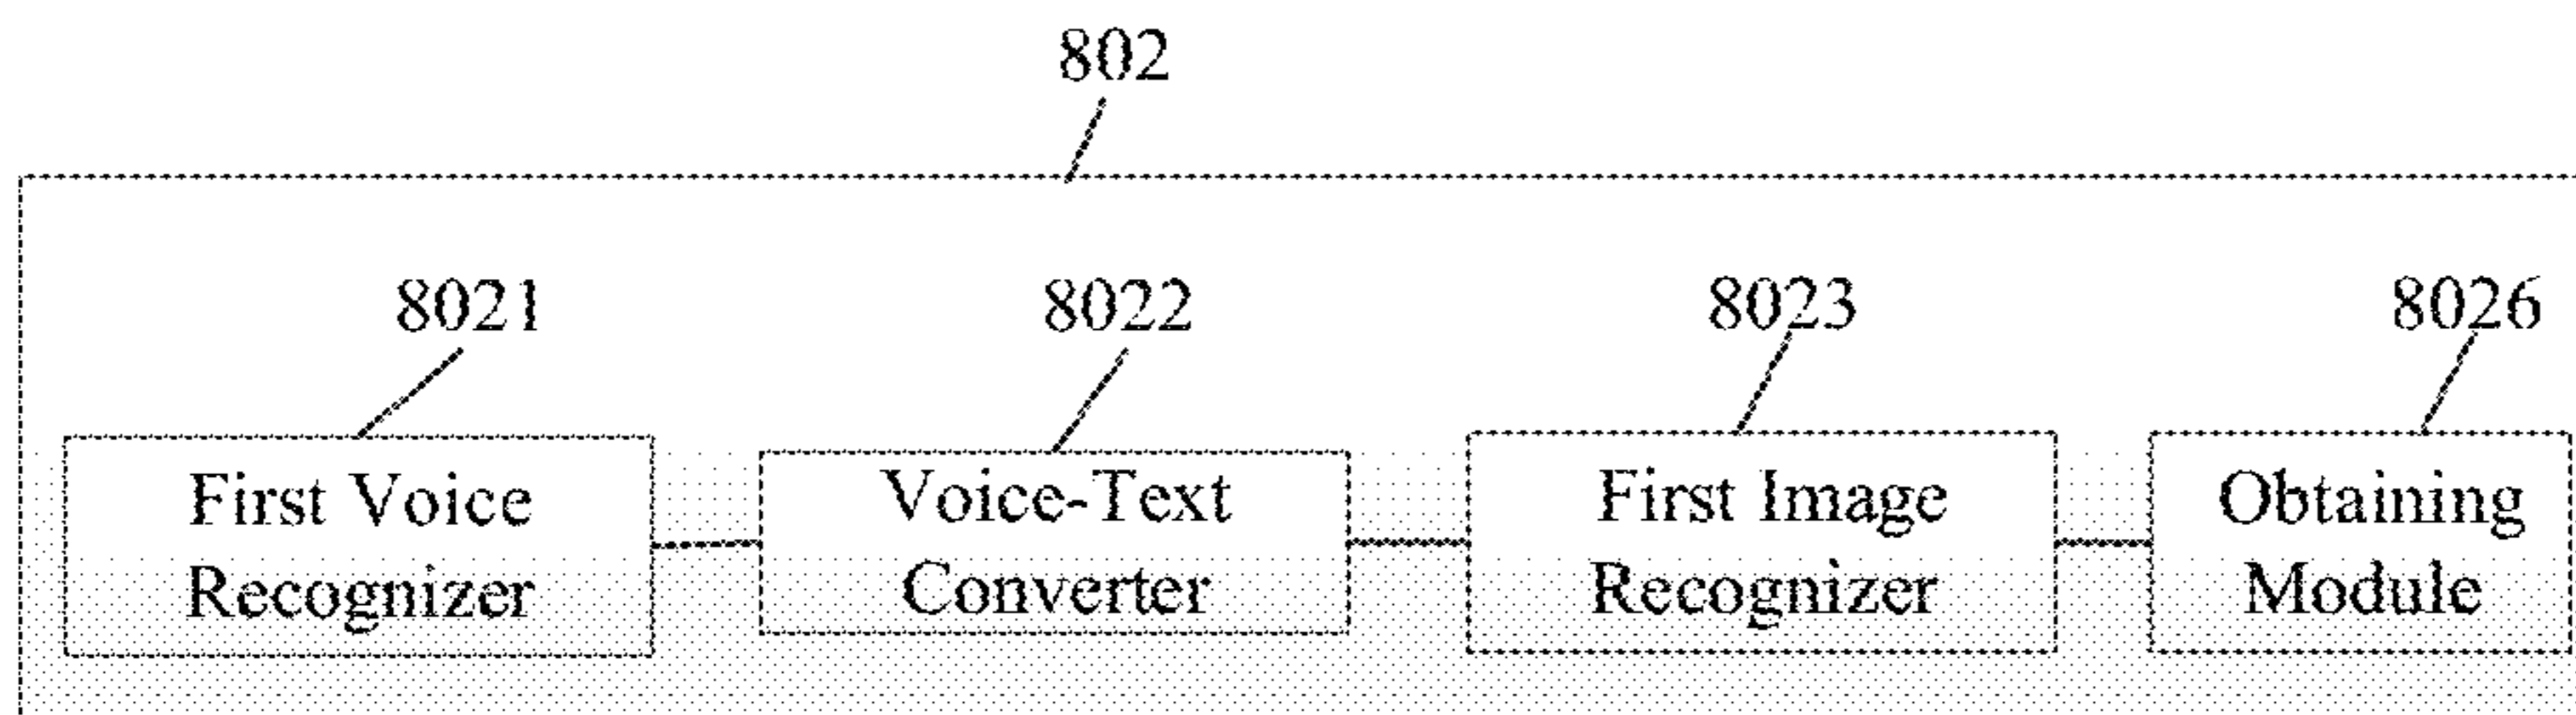 802
8021 8022 8023 8026
First Voice Voice-Text First Image Obtaining
Recognizer Converter Recognizer Module